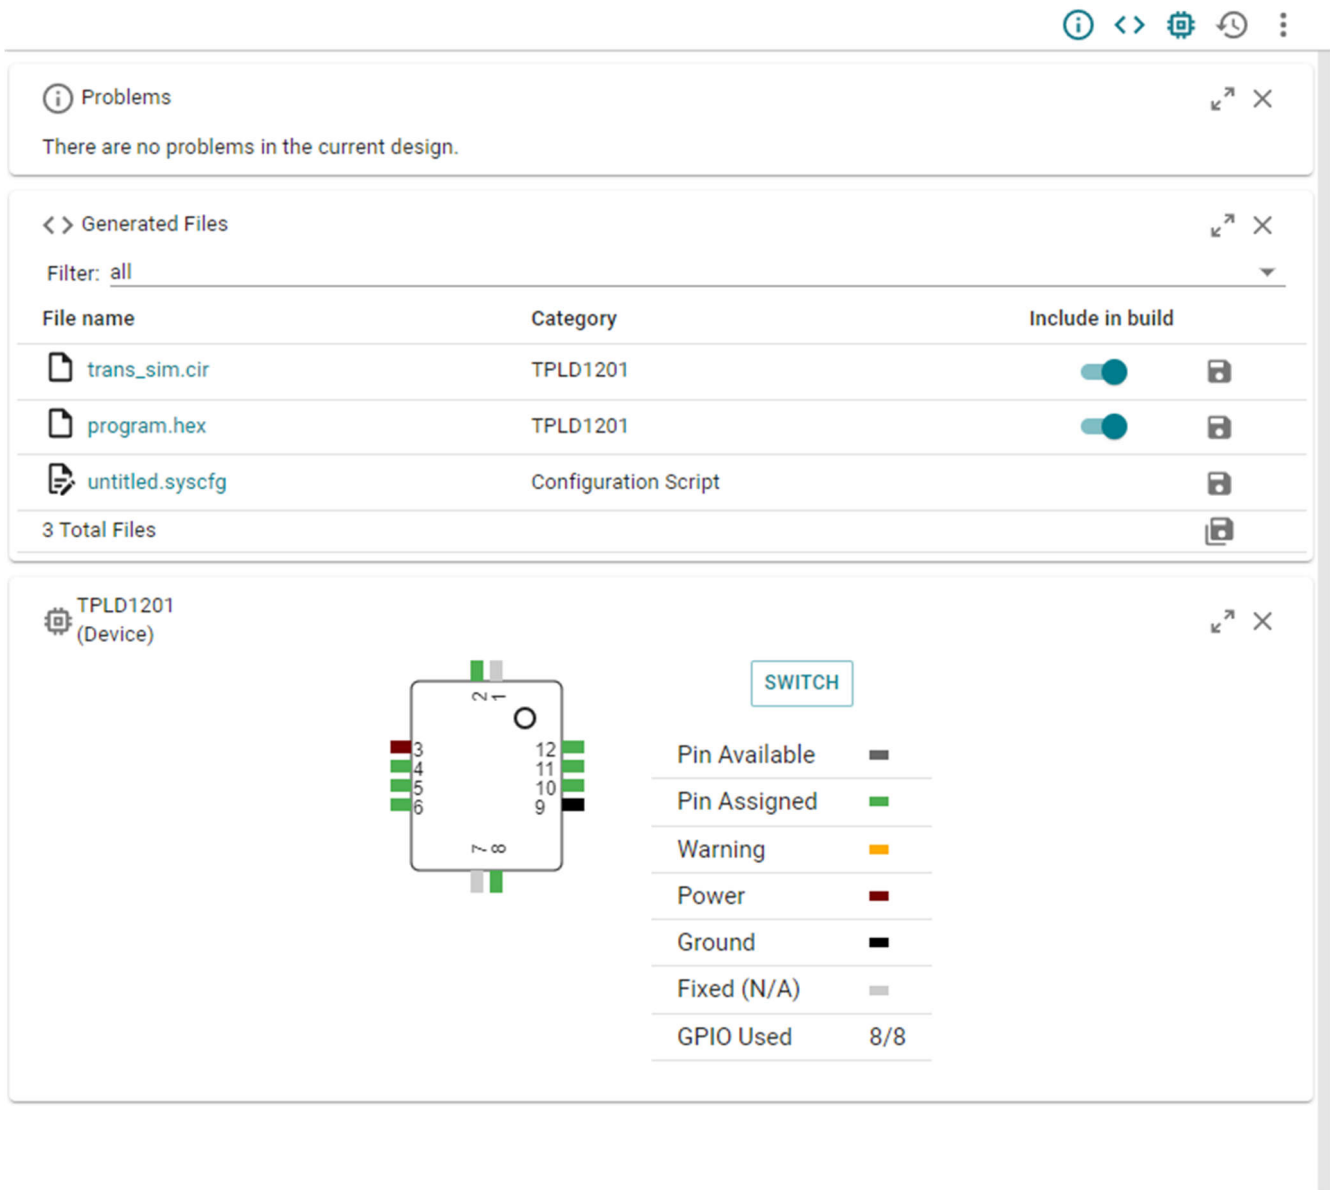 Problems
There are no problems in the current design.
Generated Files
Filter: all
File name Category Include in build
trans_sim.cir TPLD1201
program.hex TPLD1201
untitled.syscfg Configuration Script
3 Total Files
TPLD1201
(Device)
SWITCH
2 1
3 12
4 11
5 10
6 9
7 8
Pin Available
Pin Assigned
Warning
Power
Ground
Fixed (N/A)
GPIO Used 8/8